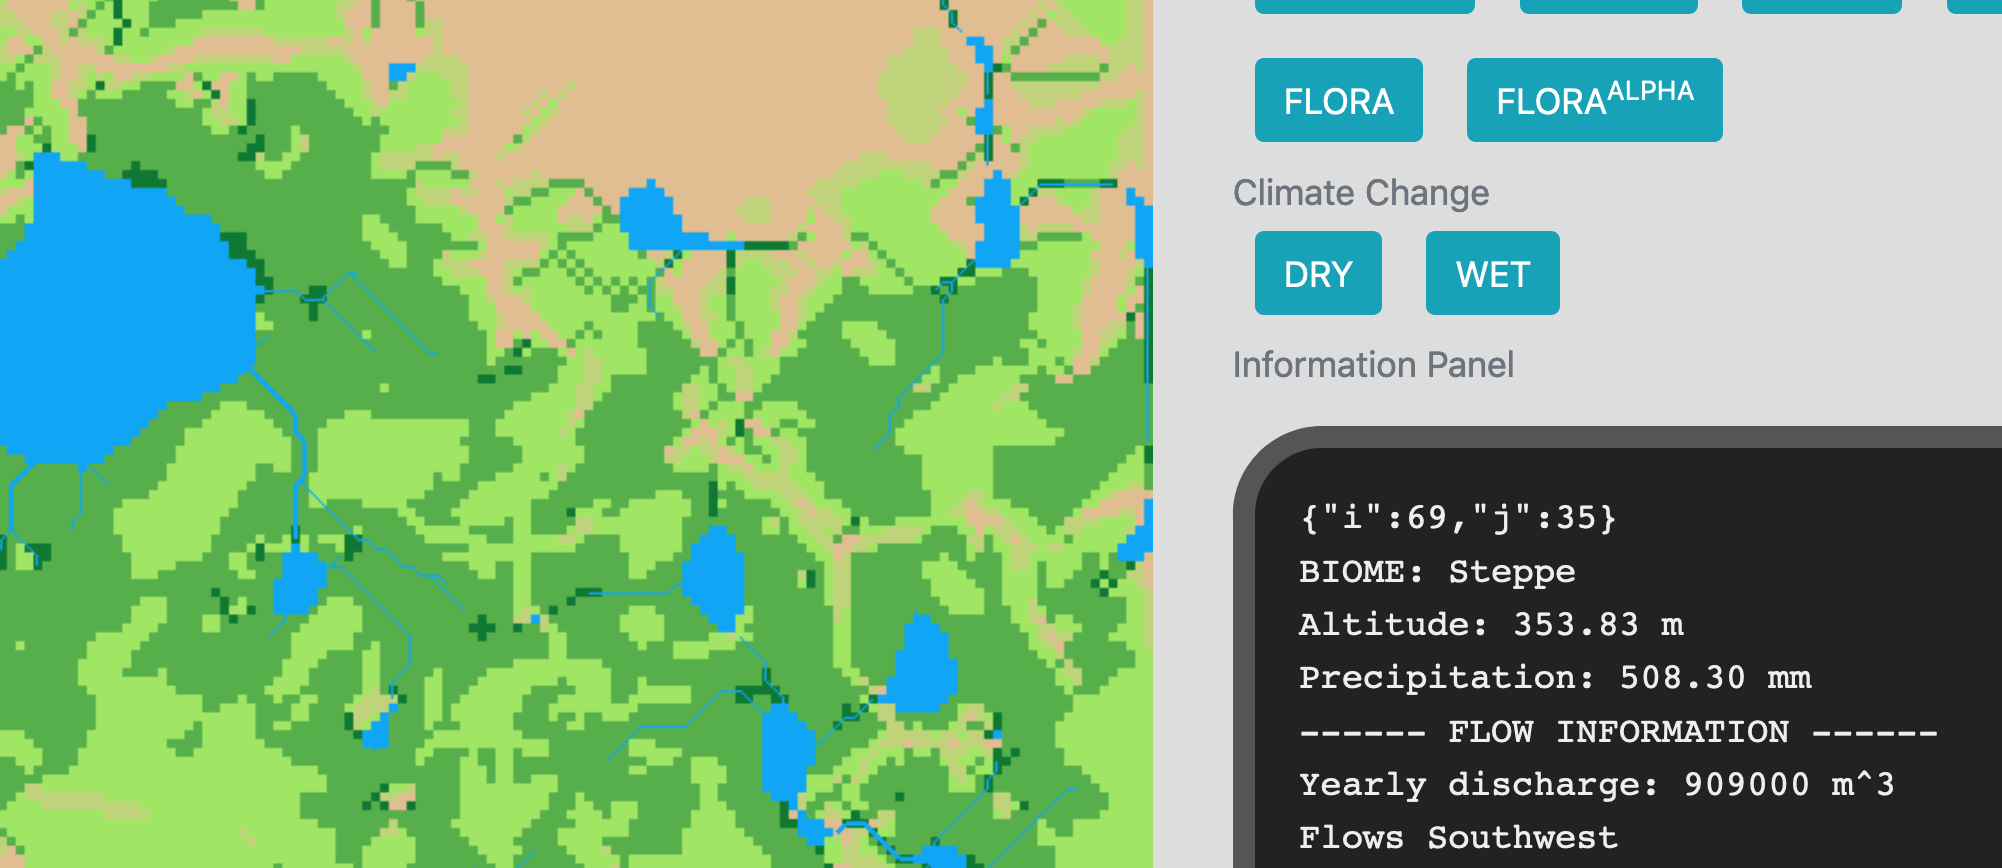 FLORA FLORAALPHA
Climate Change
DRY WET
Information Panel
{"i":69,"j":35}
BIOME: Steppe
Altitude: 353.83 m
Precipitation: 508.30 mm
------ FLOW INFORMATION ------
Yearly discharge: 909000 m^3
Flows Southwest